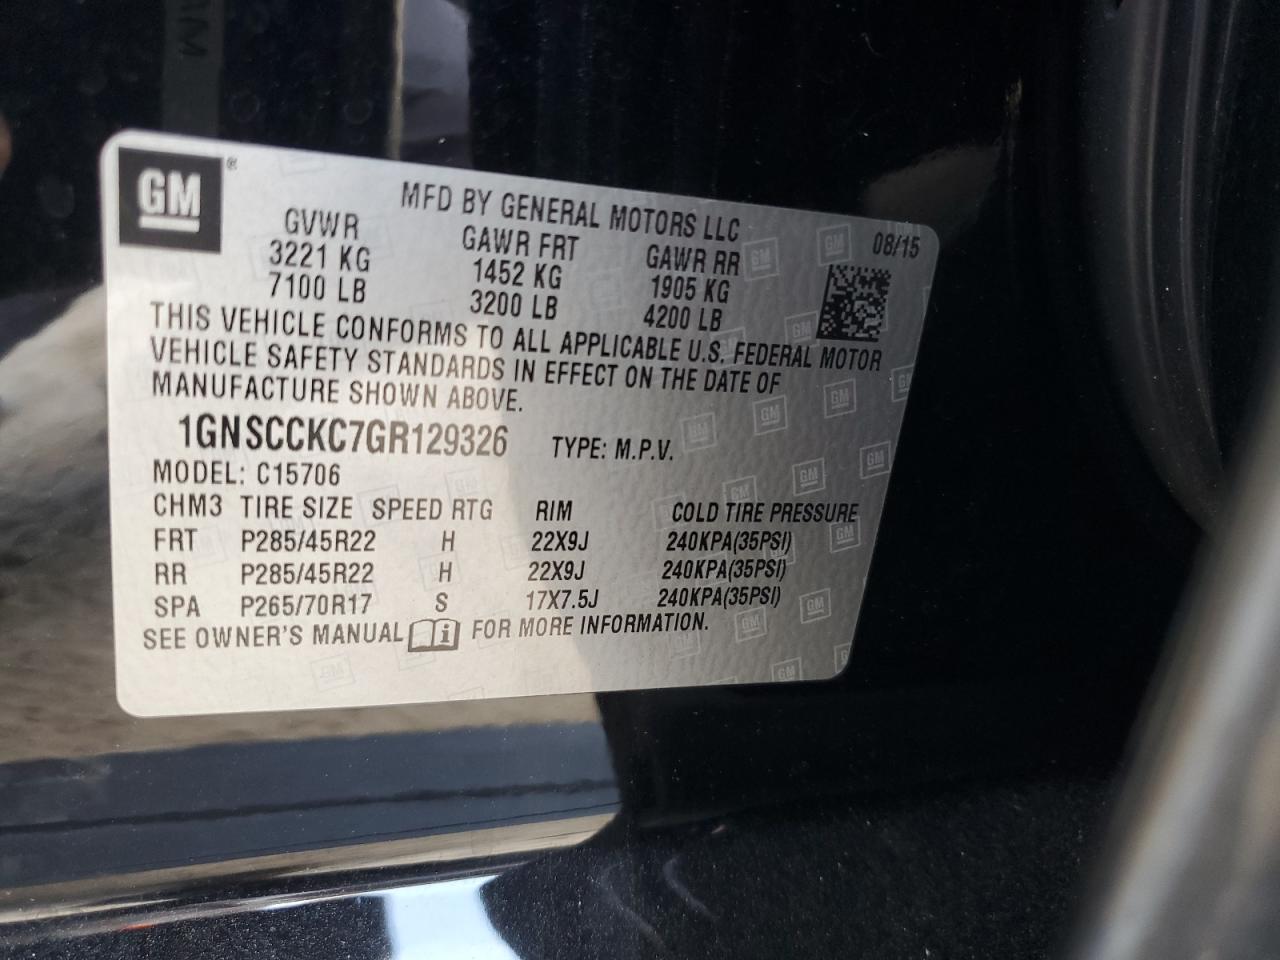 GM®
MFD BY GENERAL MOTORS LLC
08/15
GVWR GAWR FRT GAWR RR
3221 KG 1452 KG 1905 KG
7100 LB 3200 LB 4200 LB
THIS VEHICLE CONFORMS TO ALL APPLICABLE U.S. FEDERAL MOTOR
VEHICLE SAFETY STANDARDS IN EFFECT ON THE DATE OF
MANUFACTURE SHOWN ABOVE.
1GNSCCKC7GR129326 TYPE: M.P.V.
MODEL: C15706
CHM3 TIRE SIZE SPEED RTG RIM COLD TIRE PRESSURE
FRT P285/45R22 H 22X9J 240KPA(35PSI)
RR P285/45R22 H 22X9J 240KPA(35PSI)
SPA P265/70R17 S 17X7.5J 240KPA(35PSI)
SEE OWNER'S MANUAL i FOR MORE INFORMATION.